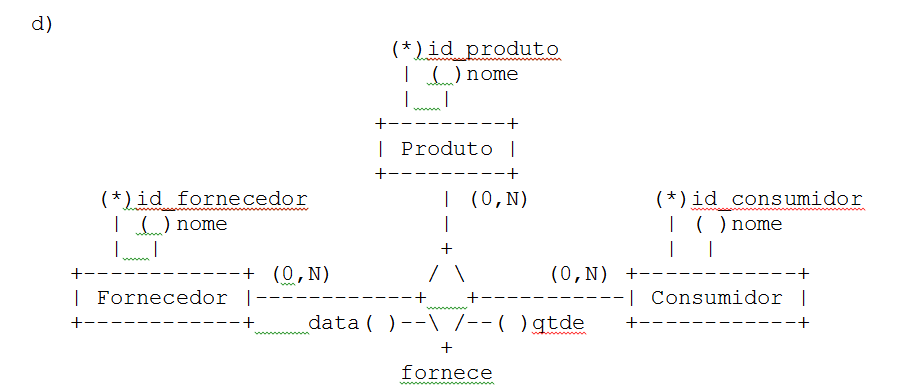 d)
(*)id_produto
| ( )nome
|   |
+---------+
| Produto |
+---------+
(*)id_fornecedor | (0,N) (*)id_consumidor
| ( )nome | | ( )nome
|   | + |   |
+------------+ (0,N) / \ (0,N) +------------+
| Fornecedor |------------+  +-----------| Consumidor |
+------------+ data( )--\ /--( )qtde +------------+
+
fornece